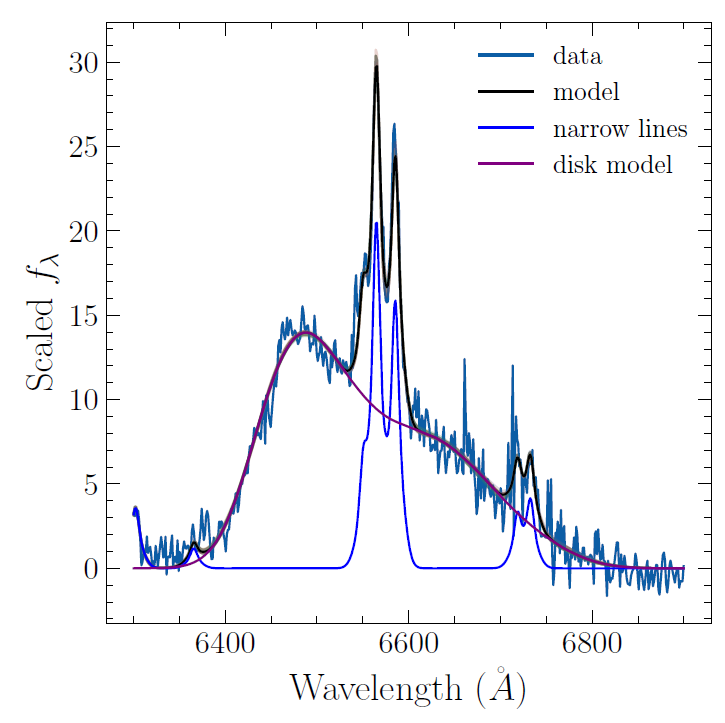 30
25
20
15
10
5
0
Scaled fλ
data
model
narrow lines
disk model
6400 6600 6800
Wavelength (Å)